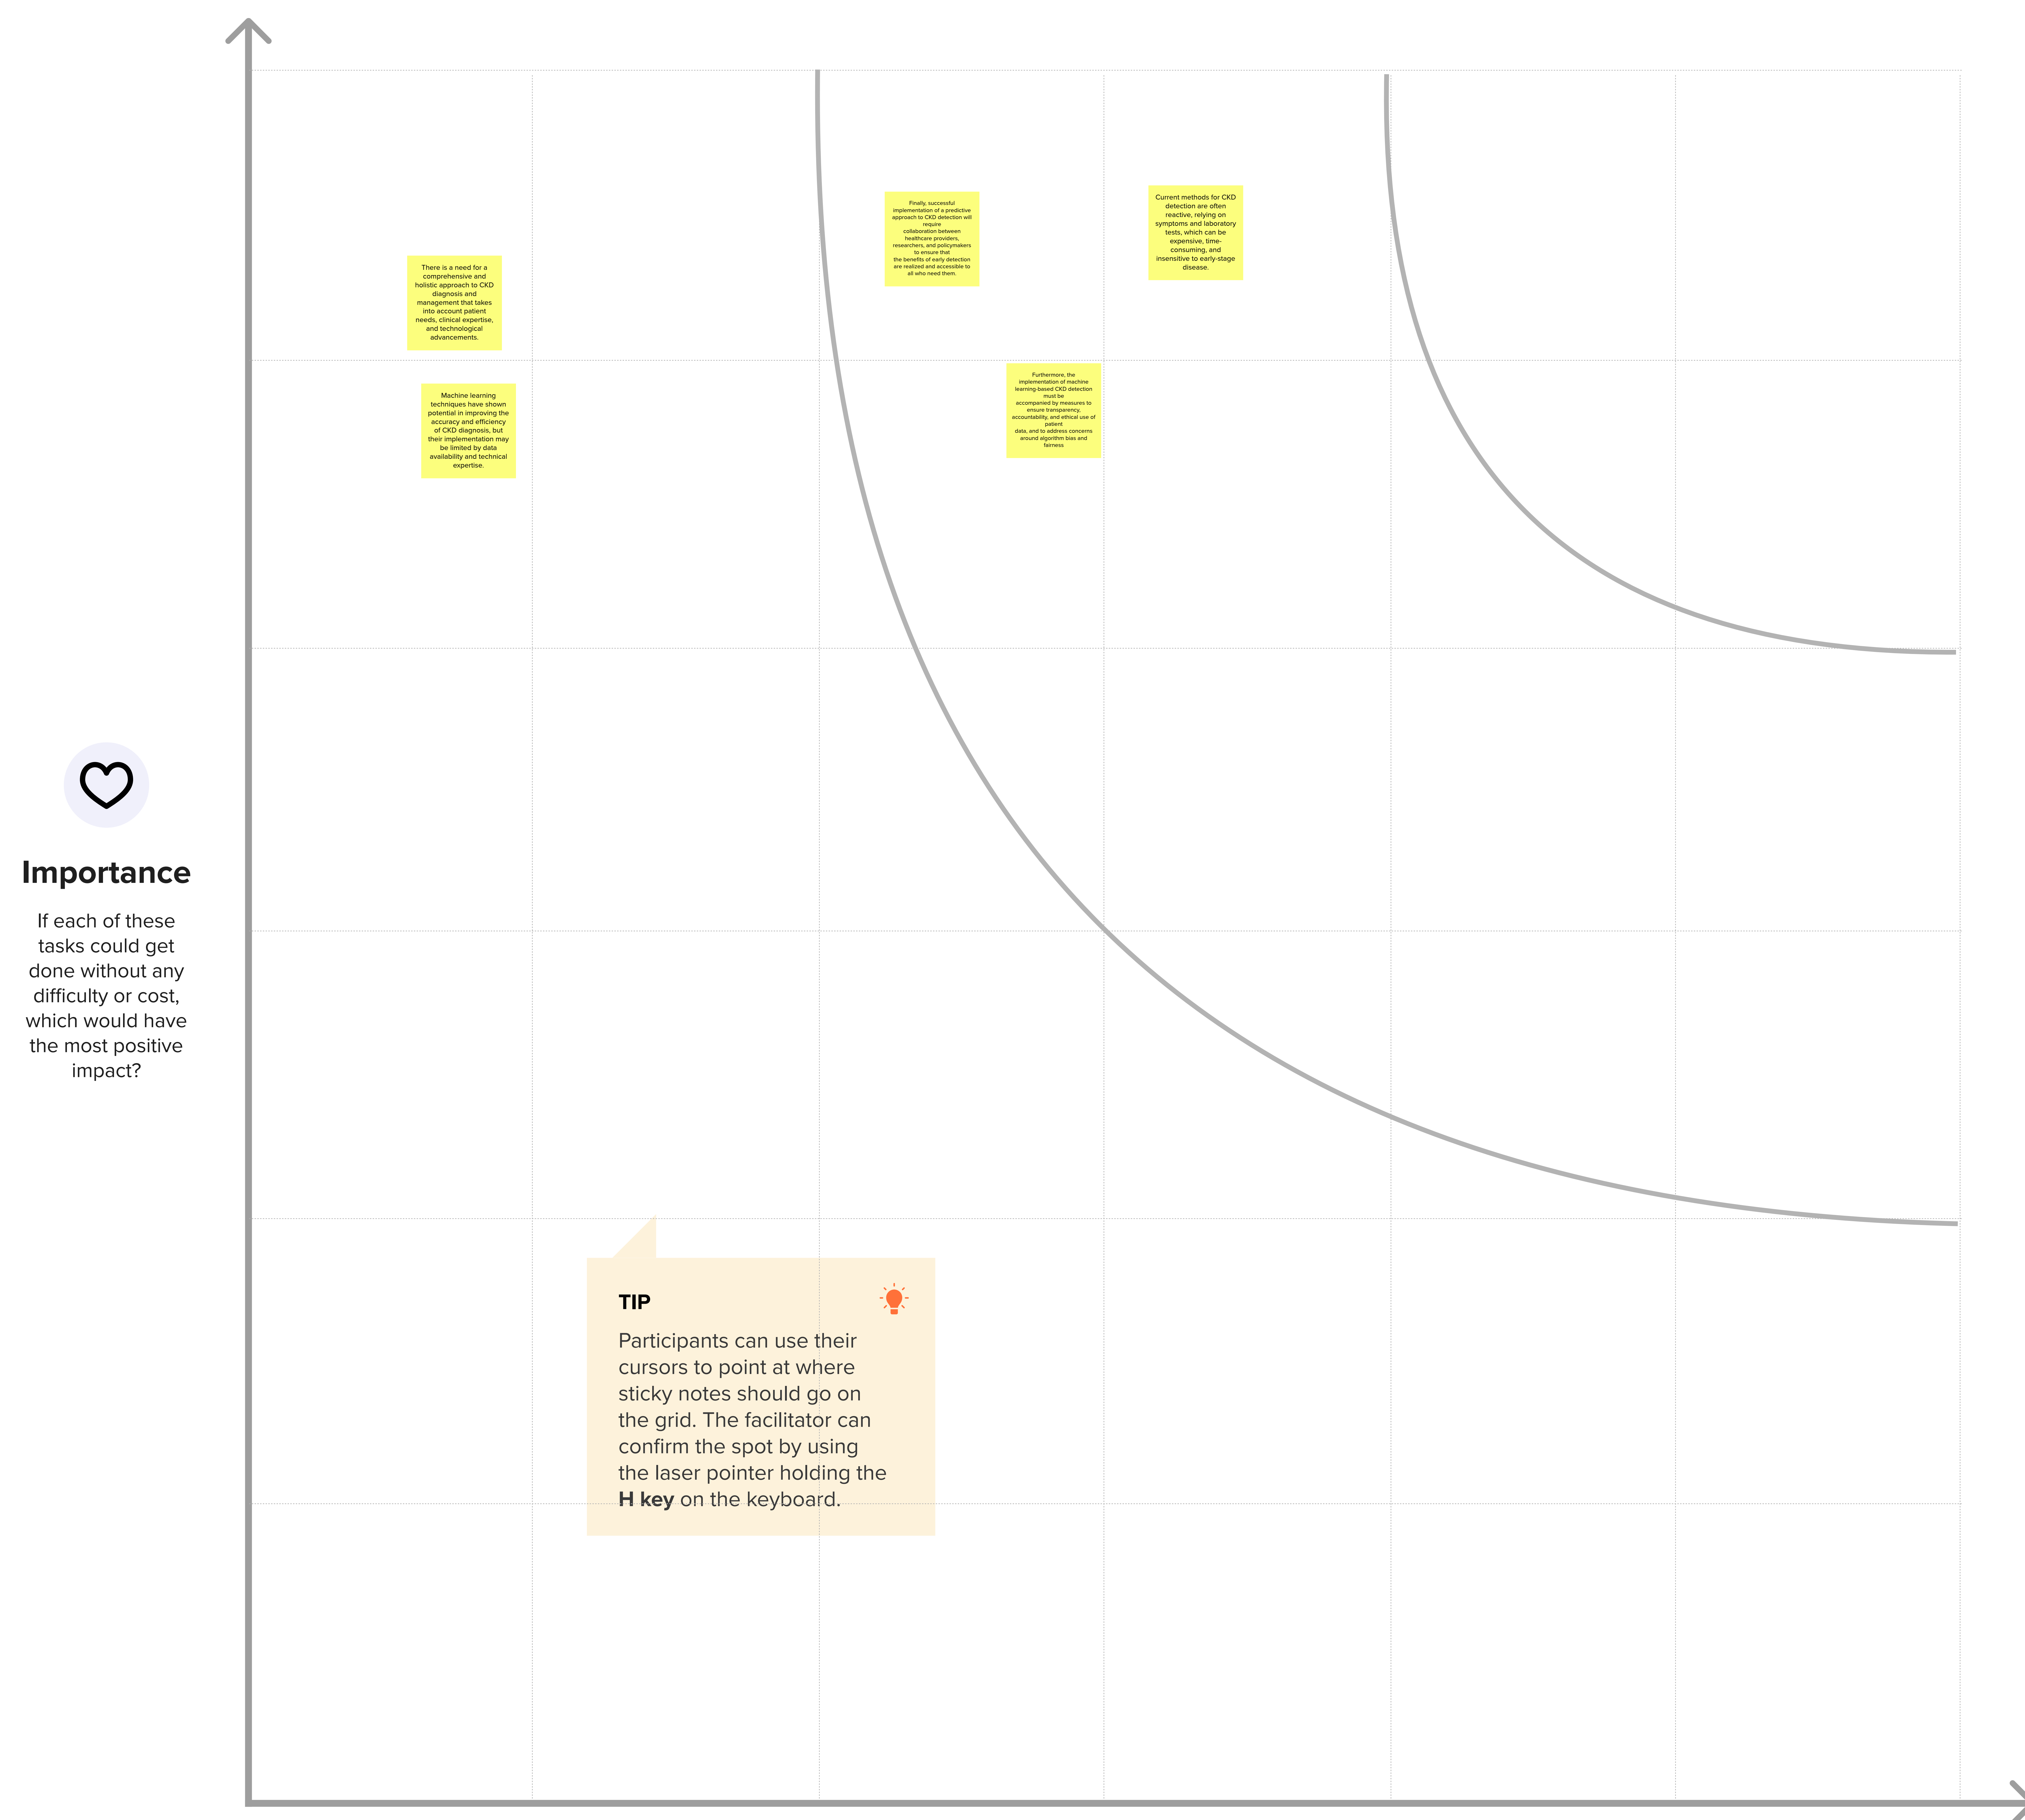 Finally, successful
implementation of a predictive
approach to CKD detection will
require
collaboration between
healthcare providers,
researchers, and policymakers
to ensure that
the benefits of early detection
are realized and accessible to
all who need them.
Current methods for CKD
detection are often
reactive, relying on
symptoms and laboratory
tests, which can be
expensive, time-
consuming, and
insensitive to early-stage
disease.
There is a need for a
comprehensive and
holistic approach to CKD
diagnosis and
management that takes
into account patient
needs, clinical expertise,
and technological
advancements.
Furthermore, the
implementation of machine
learning-based CKD detection
must be
accompanied by measures to
ensure transparency,
accountability, and ethical use of
patient
data, and to address concerns
around algorithm bias and
fairness
Machine learning
techniques have shown
potential in improving the
accuracy and efficiency
of CKD diagnosis, but
their implementation may
be limited by data
availability and technical
expertise.
Importance
If each of these
tasks could get
done without any
difficulty or cost,
which would have
the most positive
impact?
TIP
Participants can use their
cursors to point at where
sticky notes should go on
the grid. The facilitator can
confirm the spot by using
the laser pointer holding the
H key on the keyboard.